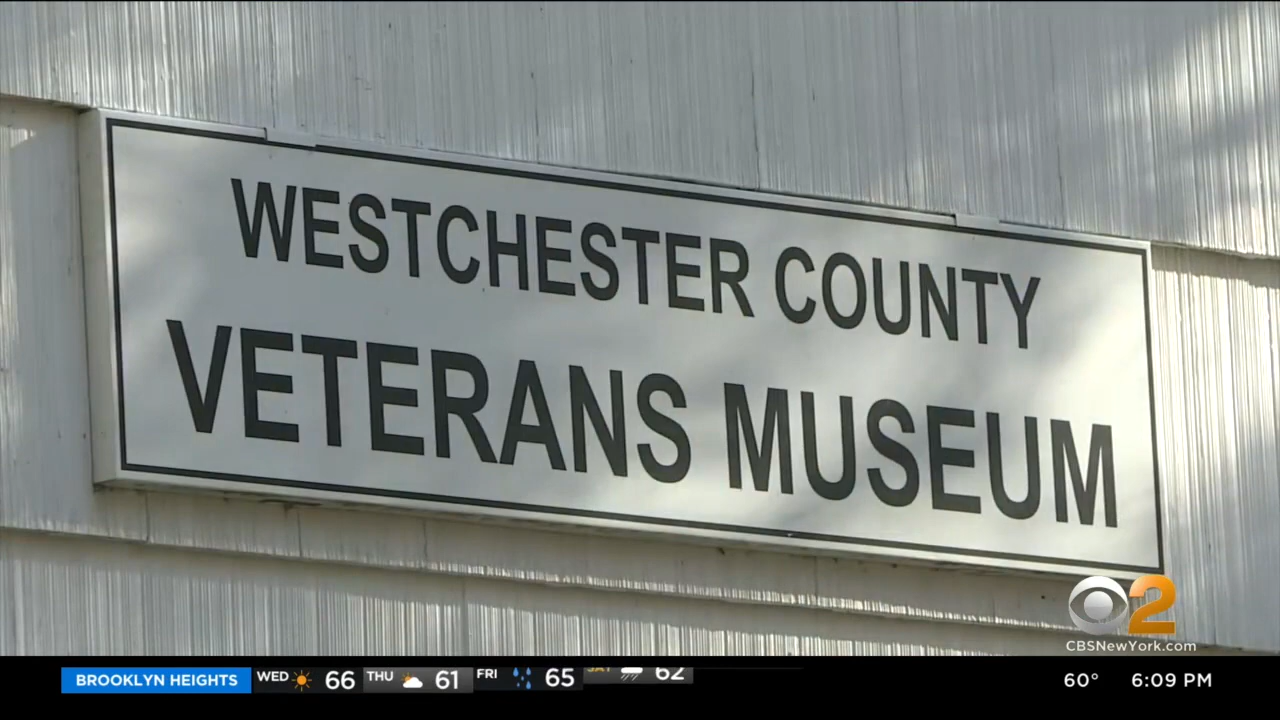 WESTCHESTER COUNTY
VETERANS MUSEUM
2
CBSNewYork.com
BROOKLYN HEIGHTS WED 66 THU 61 FRI 65 SAT 62 60° 6:09 PM